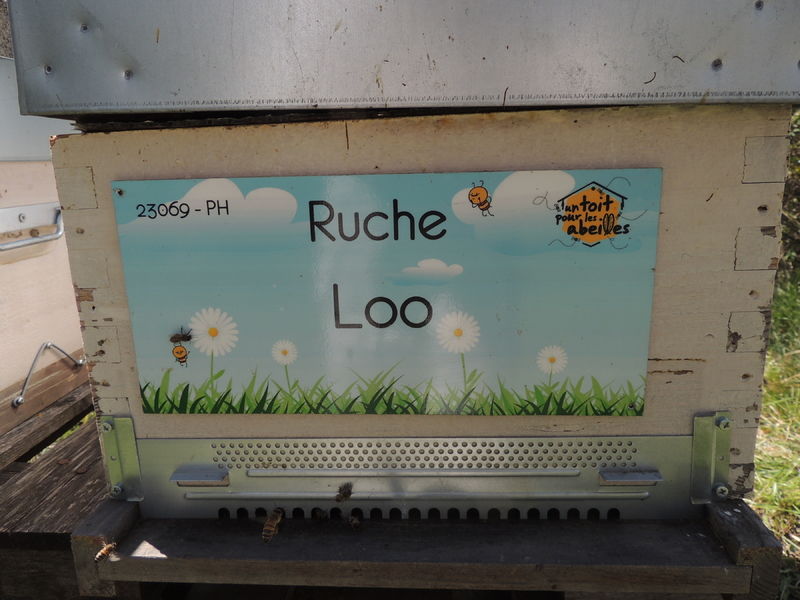 23069 - PH
Ruche
Loo
un toit
pour les
abeilles